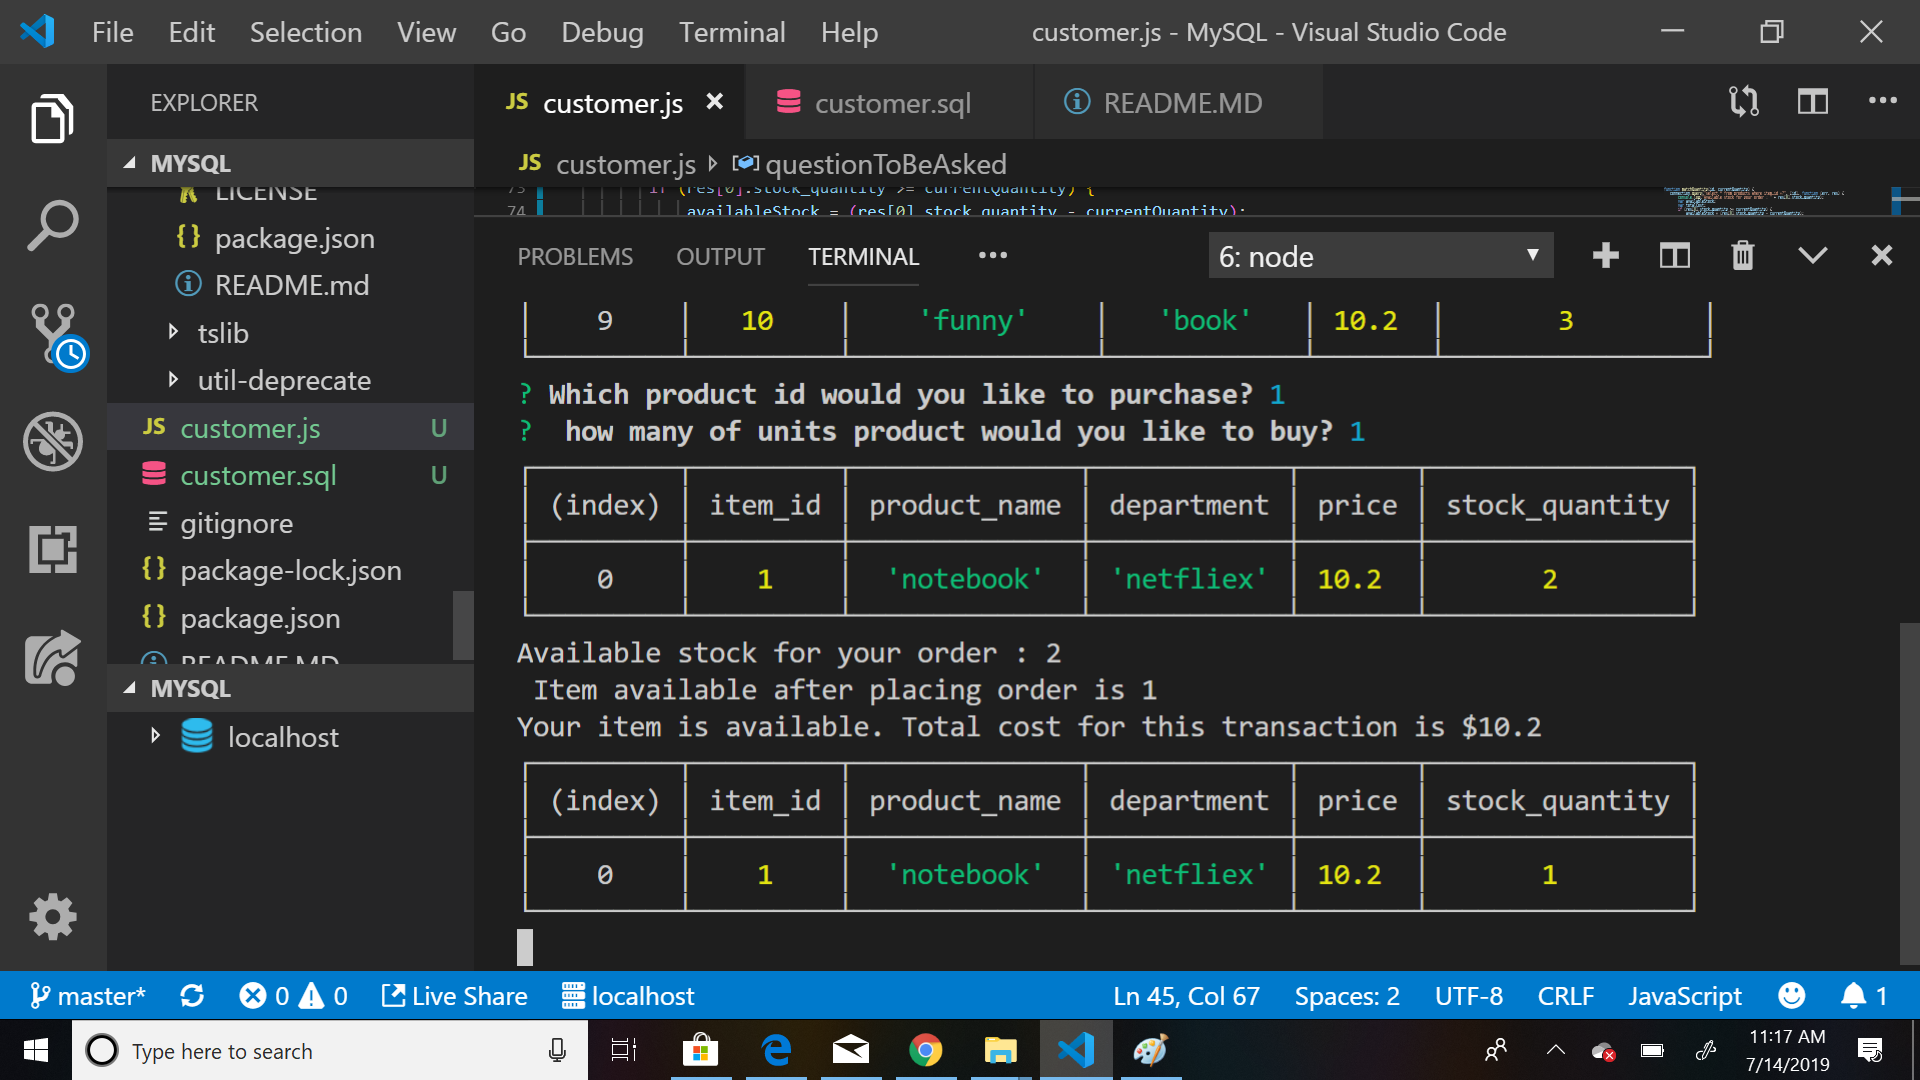 File Edit Selection View Go Debug Terminal Help customer.js - MySQL - Visual Studio Code
EXPLORER
JS customer.js customer.sql README.MD
MYSQL
JS customer.js questionToBeAsked
LICENSE
package.json
README.md
tslib
util-deprecate
JS customer.js U
customer.sql U
gitignore
package-lock.json
package.json
README.MD
MYSQL
localhost
73 if (res[0].stock_quantity >= currentQuantity) {
74 availableStock = (res[0].stock_quantity - currentQuantity);
PROBLEMS OUTPUT TERMINAL 6: node
9 10 'funny' 'book' 10.2 3
? Which product id would you like to purchase? 1
? how many of units product would you like to buy? 1
(index) item_id product_name department price stock_quantity
0 1 'notebook' 'netfliex' 10.2 2
Available stock for your order : 2
Item available after placing order is 1
Your item is available. Total cost for this transaction is $10.2
(index) item_id product_name department price stock_quantity
0 1 'notebook' 'netfliex' 10.2 1
master* 0 0 Live Share localhost Ln 45, Col 67 Spaces: 2 UTF-8 CRLF JavaScript 1
Type here to search
11:17 AM
7/14/2019